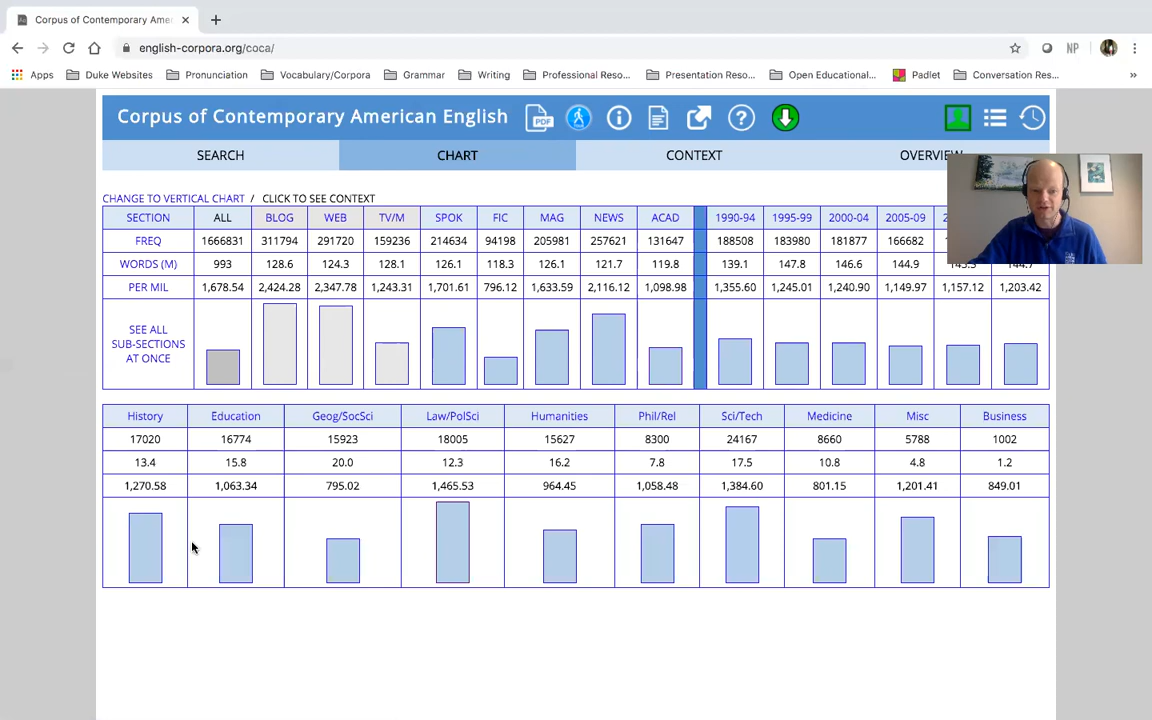 Corpus of Contemporary Amer
english-corpora.org/coca/
NP
Apps Duke Websites Pronunciation Vocabulary/Corpora Grammar Writing Professional Reso... Presentation Reso... Open Educational... Padlet Conversation Res... »
Corpus of Contemporary American English PDF
SEARCH CHART CONTEXT OVERVIEW
CHANGE TO VERTICAL CHART / CLICK TO SEE CONTEXT
SECTION ALL BLOG WEB TV/M SPOK FIC MAG NEWS ACAD 1990-94 1995-99 2000-04 2005-09
FREQ 1666831 311794 291720 159236 214634 94198 205981 257621 131647 188508 183980 181877 166682
WORDS (M) 993 128.6 124.3 128.1 126.1 118.3 126.1 121.7 119.8 139.1 147.8 146.6 144.9
PER MIL 1,678.54 2,424.28 2,347.78 1,243.31 1,701.61 796.12 1,633.59 2,116.12 1,098.98 1,355.60 1,245.01 1,240.90 1,149.97 1,157.12 1,203.42
SEE ALL
SUB-SECTIONS
AT ONCE
History Education Geog/SocSci Law/PolSci Humanities Phil/Rel Sci/Tech Medicine Misc Business
17020 16774 15923 18005 15627 8300 24167 8660 5788 1002
13.4 15.8 20.0 12.3 16.2 7.8 17.5 10.8 4.8 1.2
1,270.58 1,063.34 795.02 1,465.53 964.45 1,058.48 1,384.60 801.15 1,201.41 849.01